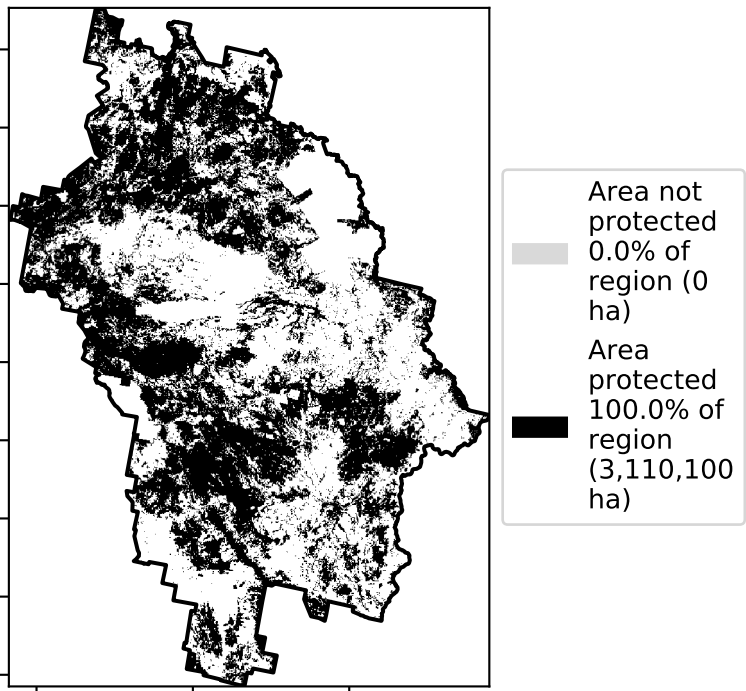 Area not
protected
0.0% of
region (0
ha)
Area
protected
100.0% of
region
(3,110,100
ha)